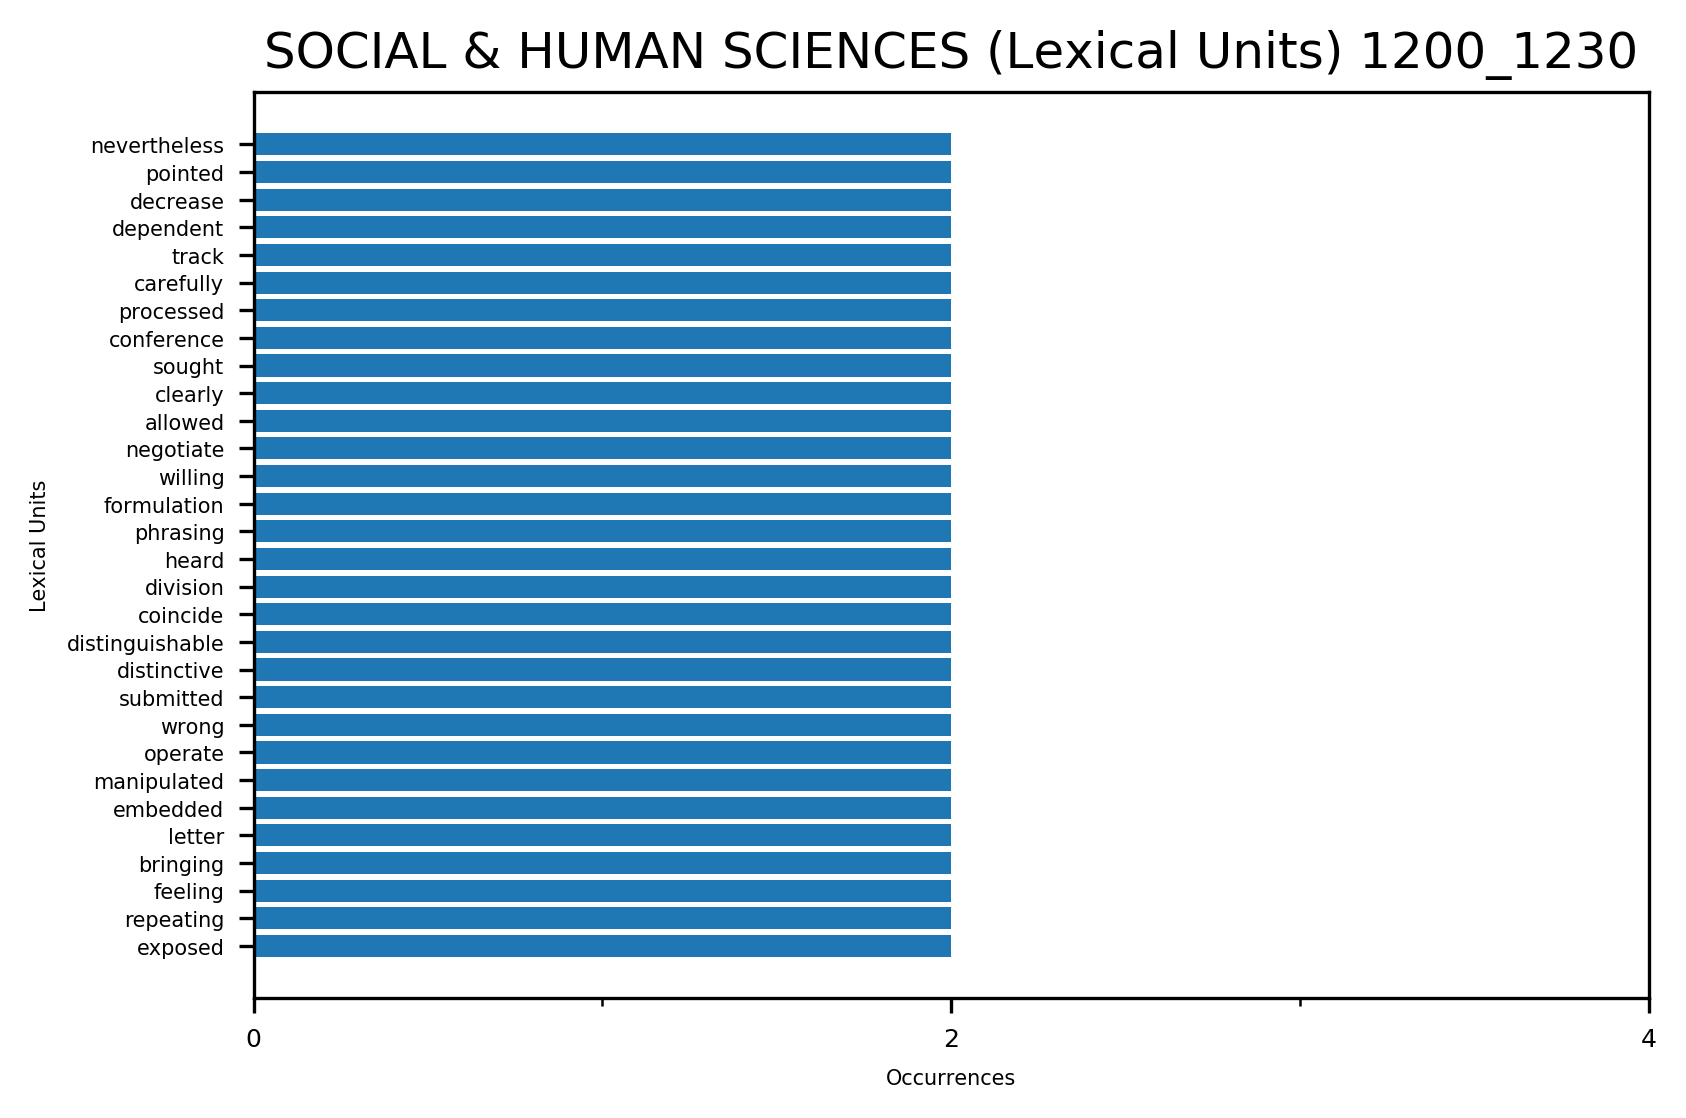 SOCIAL & HUMAN SCIENCES (Lexical Units) 1200_1230
Lexical Units
nevertheless
pointed
decrease
dependent
track
carefully
processed
conference
sought
clearly
allowed
negotiate
willing
formulation
phrasing
heard
division
coincide
distinguishable
distinctive
submitted
wrong
operate
manipulated
embedded
letter
bringing
feeling
repeating
exposed
0 2 4
Occurrences